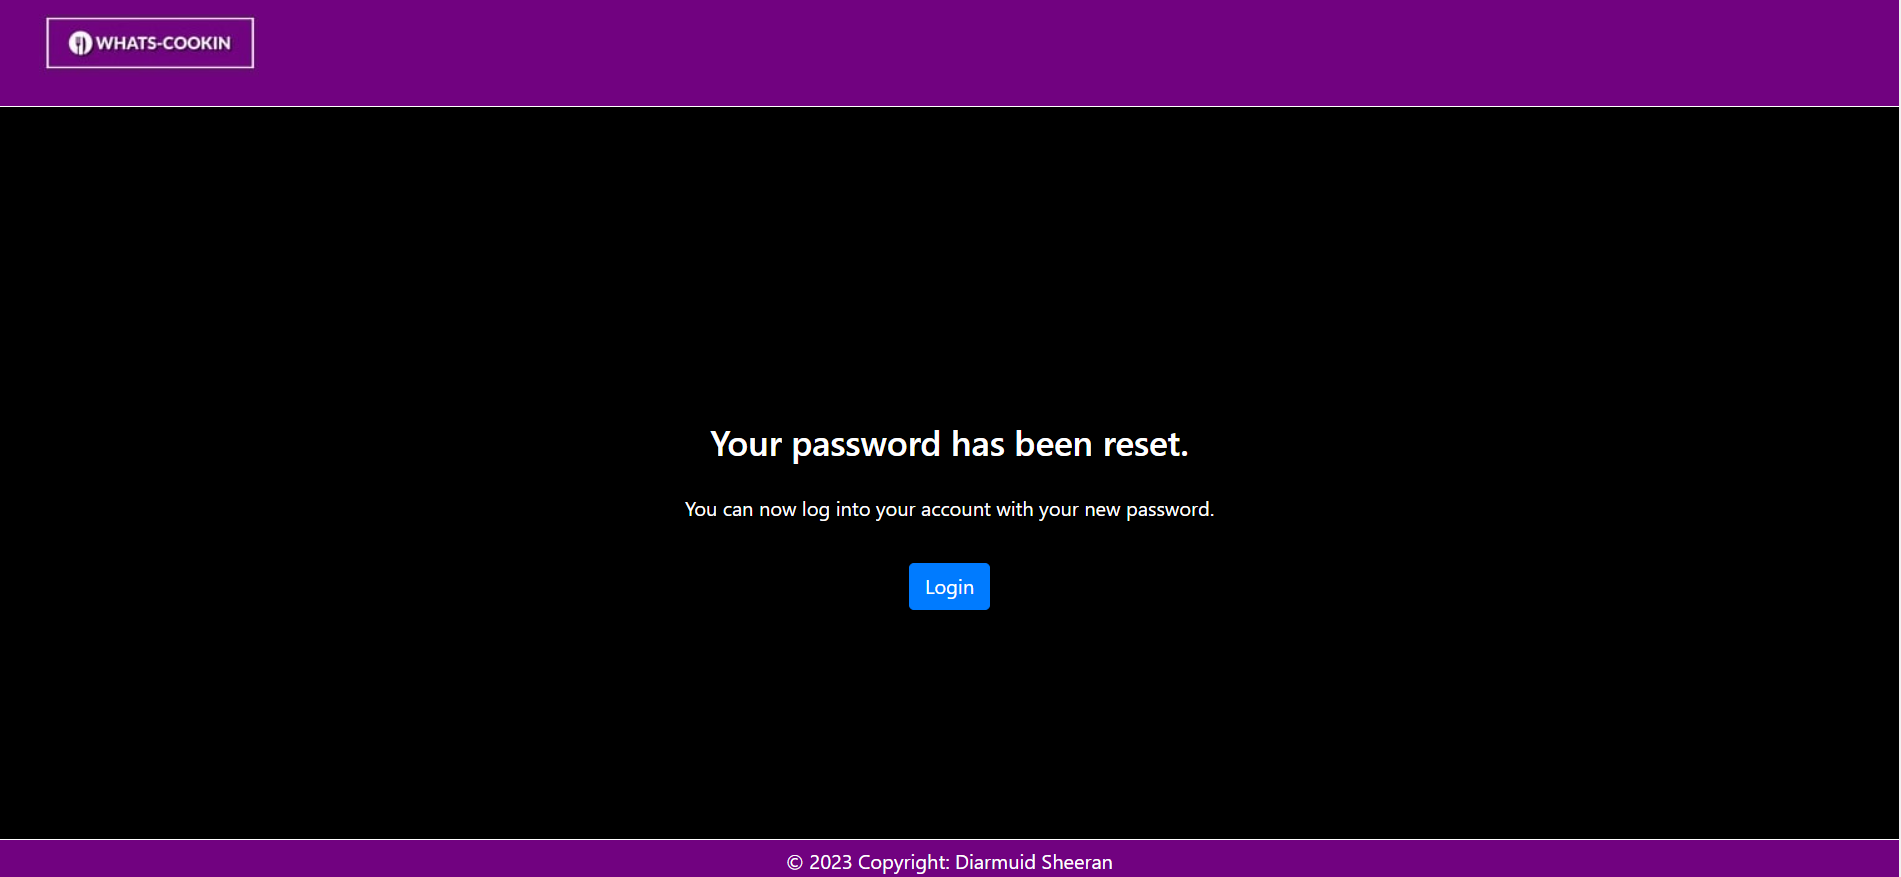 WHATS-COOKIN
Your password has been reset.
You can now log into your account with your new password.
Login
© 2023 Copyright: Diarmuid Sheeran